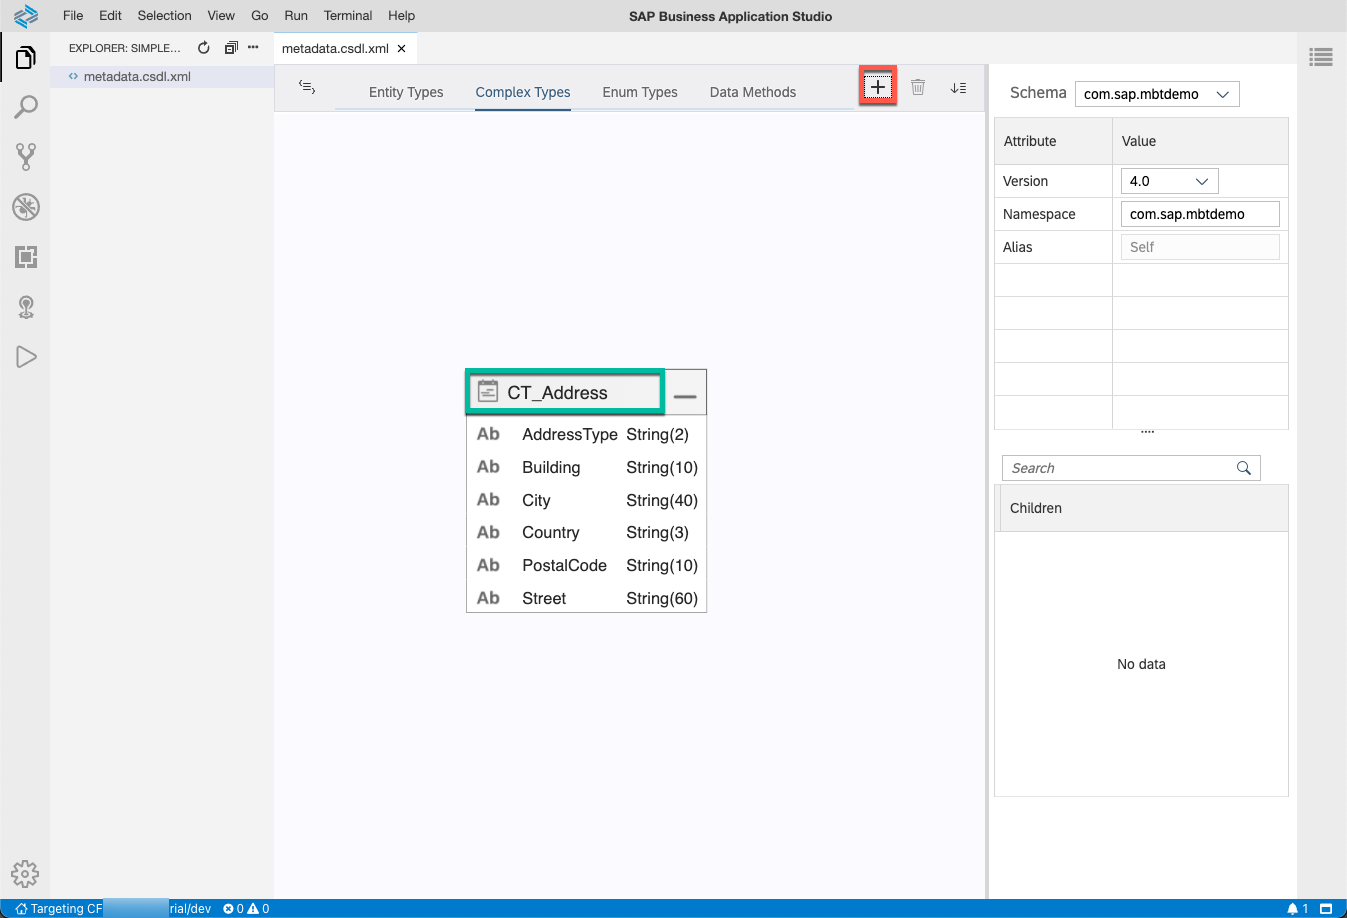 File Edit Selection View Go Run Terminal Help
SAP Business Application Studio
EXPLORER: SIMPLE...
metadata.csdl.xml
metadata.csdl.xml
Entity Types
Complex Types
Enum Types
Data Methods
CT_Address
Ab AddressType String(2)
Ab Building String(10)
Ab City String(40)
Ab Country String(3)
Ab PostalCode String(10)
Ab Street String(60)
Schema com.sap.mbtdemo
Attribute Value
Version 4.0
Namespace com.sap.mbtdemo
Alias Self
Search
Children
No data
Targeting CF rial/dev 0 0
1